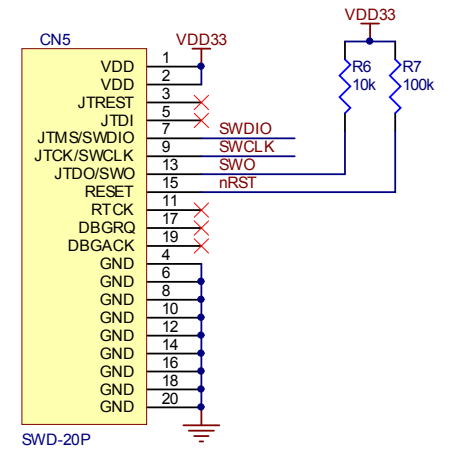 CN5
VDD33
VDD33
VDD 1
VDD 2
JTREST 3
JTDI 5
JTMS/SWDIO 7 SWDIO
JTCK/SWCLK 9 SWCLK
JTDO/SWO 13 SWO
RESET 15 nRST
RTCK 11
DBGRQ 17
DBGACK 19
GND 4
GND 6
GND 8
GND 10
GND 12
GND 14
GND 16
GND 18
GND 20
SWD-20P
R6
10k
R7
100k